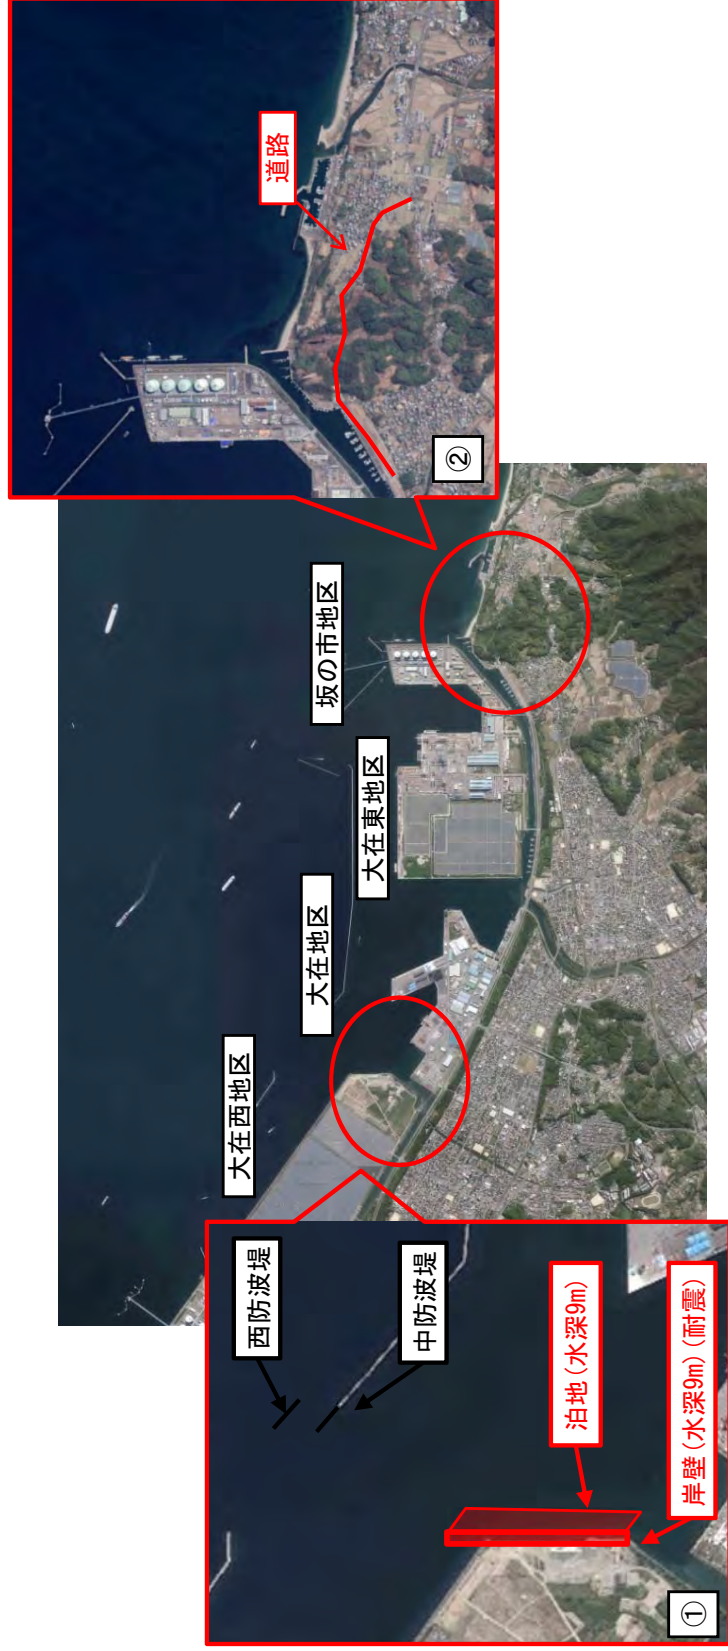 西防波堤
中防波堤
泊地(水深9m)
岸壁(水深9m)(耐震)
①
大在西地区
大在地区
大在東地区
坂の市地区
道路
②